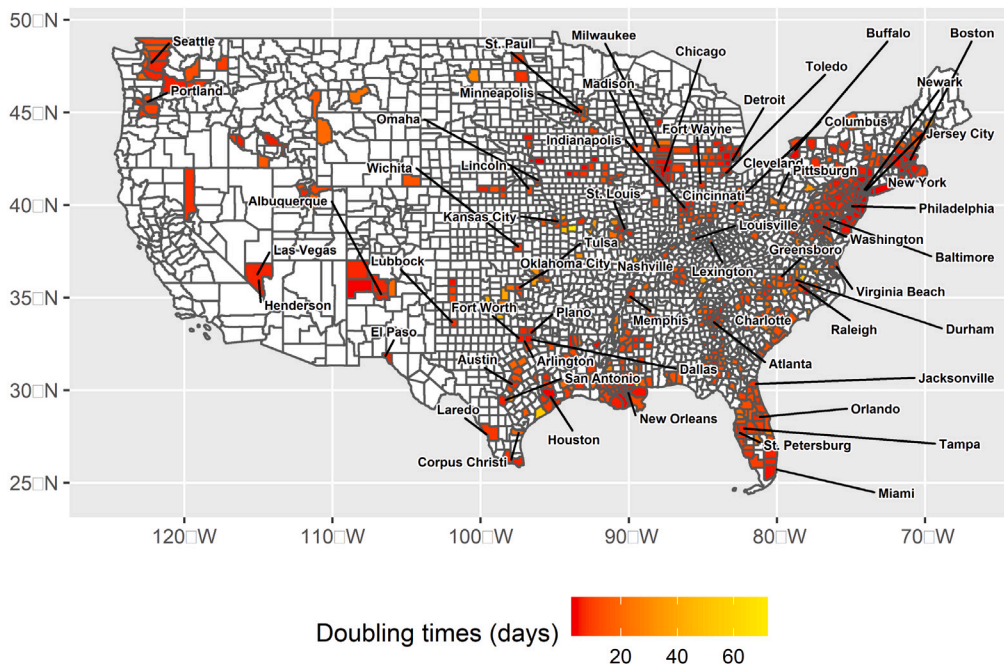 50□N
45□N
40□N
35□N
30□N
25□N
Seattle
Portland
St. Paul
Milwaukee
Chicago
Buffalo
Boston
Minneapolis
Madison
Toledo
Newark
Omaha
Detroit
Columbus
Indianapolis
Fort Wayne
Jersey City
Wichita
Lincoln
Cleveland
Pittsburgh
Albuquerque
St. Louis
Cincinnati
New York
Kansas City
Louisville
Philadelphia
Las Vegas
Tulsa
Greensboro
Washington
Lubbock
Oklahoma City
Nashville
Lexington
Baltimore
Henderson
Fort Worth
Plano
Memphis
Charlotte
Virginia Beach
El Paso
Raleigh
Durham
Austin
Arlington
Dallas
Atlanta
San Antonio
Jacksonville
Laredo
Houston
New Orleans
Orlando
St. Petersburg
Tampa
Corpus Christi
Miami
120□W
110□W
100□W
90□W
80□W
70□W
Doubling times (days)
20
40
60